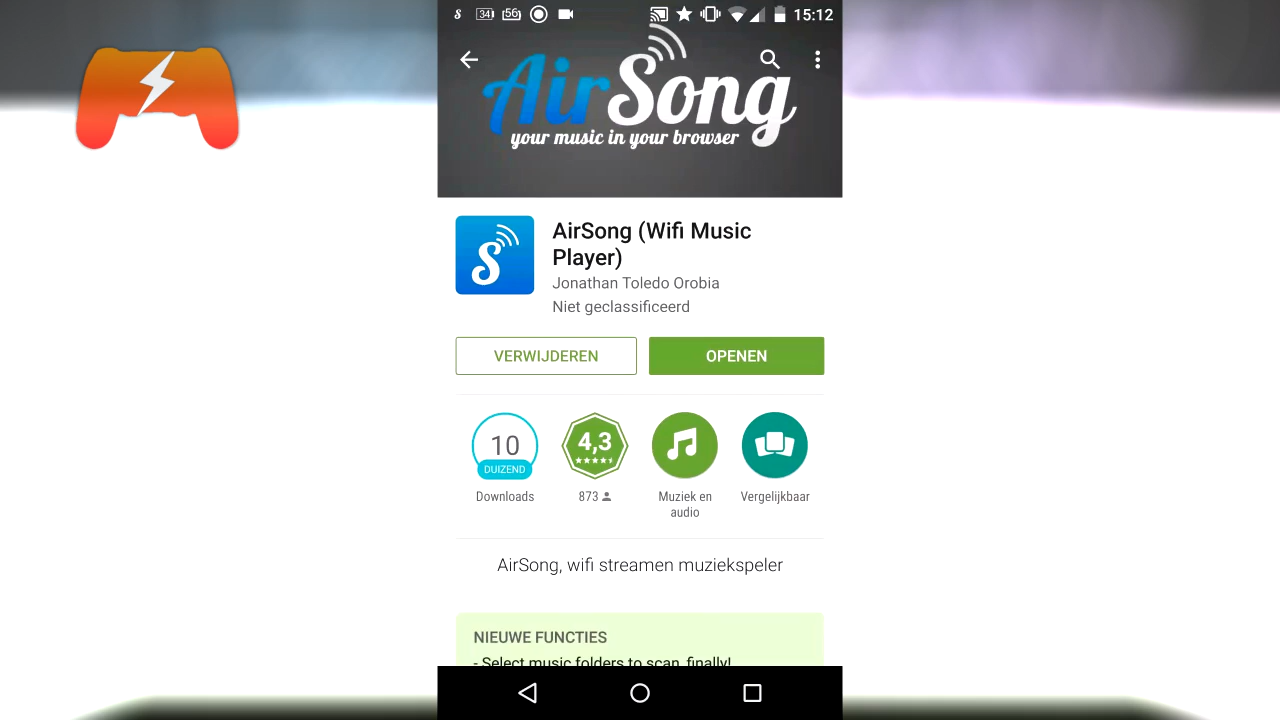 34 56 15:12
AirSong
your music in your browser
AirSong (Wifi Music
Player)
Jonathan Toledo Orobia
Niet geclassificeerd
VERWIJDEREN OPENEN
10
DUIZEND
4,3
Downloads 873 Muziek en
audio Vergelijkbaar
AirSong, wifi streamen muziekspeler
NIEUWE FUNCTIES
- Select music folders to scan, finally!